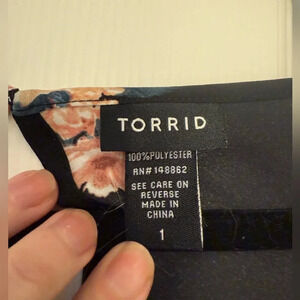 TORRID
100%POLYESTER
RN# 148862
SEE CARE ON
REVERSE
MADE IN
CHINA
1